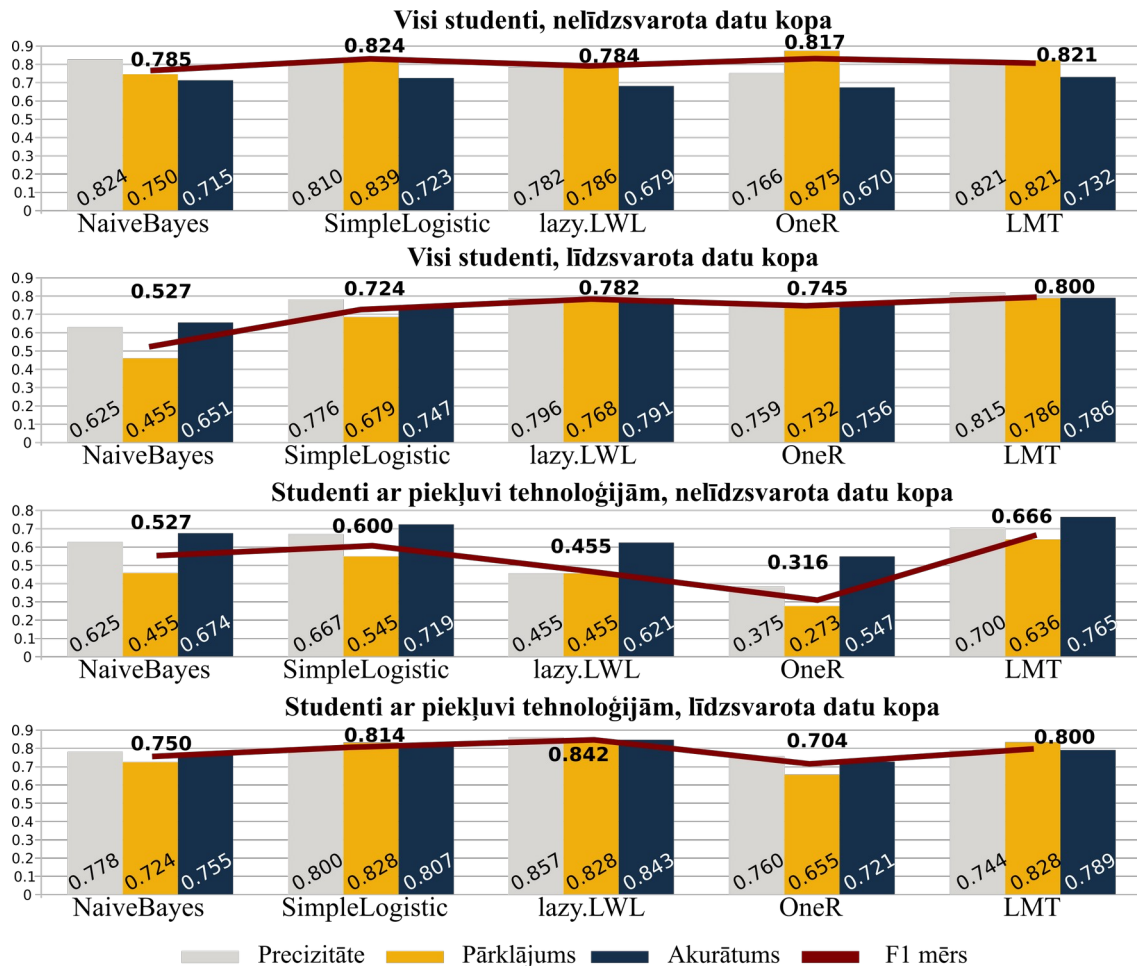 Visi studenti, nelīdzsvarota datu kopa
0.9
0.8
0.7
0.6
0.5
0.4
0.3
0.2
0.1
0
0.785
0.824
0.784
0.817
0.821
0.824 0.750 0.715
0.810 0.839 0.723
0.782 0.786 0.679
0.766 0.875 0.670
0.821 0.821 0.732
NaiveBayes SimpleLogistic lazy.LWL OneR LMT
Visi studenti, līdzsvarota datu kopa
0.9
0.8
0.7
0.6
0.5
0.4
0.3
0.2
0.1
0
0.527
0.724
0.782
0.745
0.800
0.625 0.455 0.651
0.776 0.679 0.747
0.796 0.768 0.791
0.759 0.732 0.756
0.815 0.786 0.786
NaiveBayes SimpleLogistic lazy.LWL OneR LMT
Studenti ar piekļuvi tehnoloģijām, nelīdzsvarota datu kopa
0.8
0.7
0.6
0.5
0.4
0.3
0.2
0.1
0
0.527
0.600
0.455
0.316
0.666
0.625 0.455 0.674
0.667 0.545 0.719
0.455 0.455 0.621
0.375 0.273 0.547
0.700 0.636 0.765
NaiveBayes SimpleLogistic lazy.LWL OneR LMT
Studenti ar piekļuvi tehnoloģijām, līdzsvarota datu kopa
0.9
0.8
0.7
0.6
0.5
0.4
0.3
0.2
0.1
0
0.750
0.814
0.842
0.704
0.800
0.778 0.724 0.755
0.800 0.828 0.807
0.857 0.828 0.843
0.760 0.655 0.721
0.744 0.828 0.789
NaiveBayes SimpleLogistic lazy.LWL OneR LMT
Precizitāte Pārklājums Akurātums F1 mērs